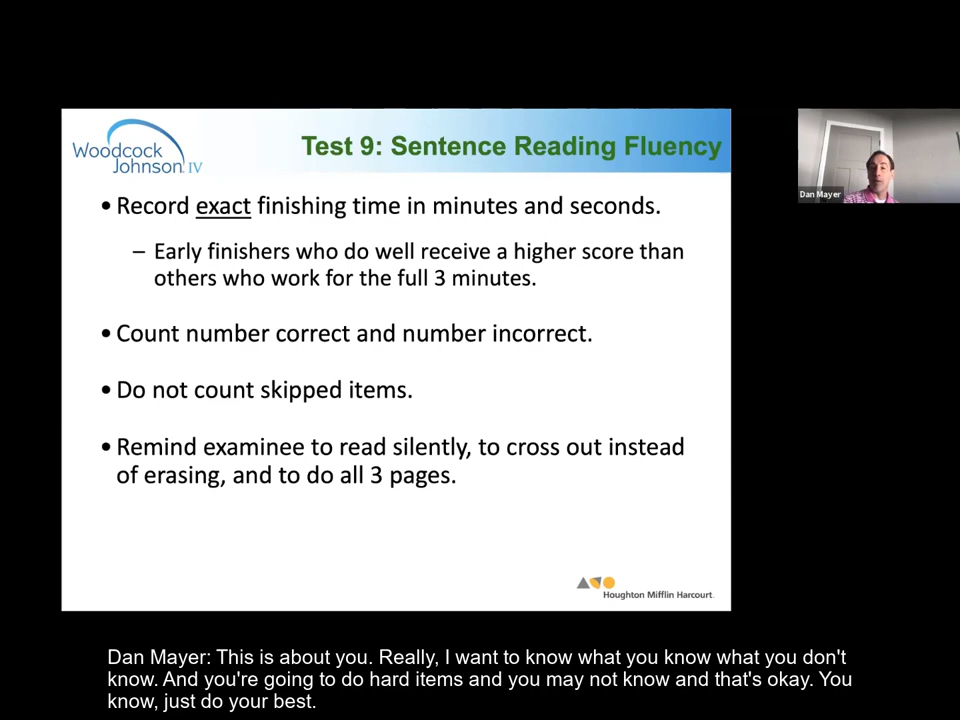 Woodcock
Johnson IV
Test 9: Sentence Reading Fluency
• Record exact finishing time in minutes and seconds.
– Early finishers who do well receive a higher score than
others who work for the full 3 minutes.
• Count number correct and number incorrect.
• Do not count skipped items.
• Remind examinee to read silently, to cross out instead
of erasing, and to do all 3 pages.
Houghton Mifflin Harcourt
Dan Mayer
Dan Mayer: This is about you. Really, I want to know what you know what you don't
know. And you're going to do hard items and you may not know and that's okay. You
know, just do your best.